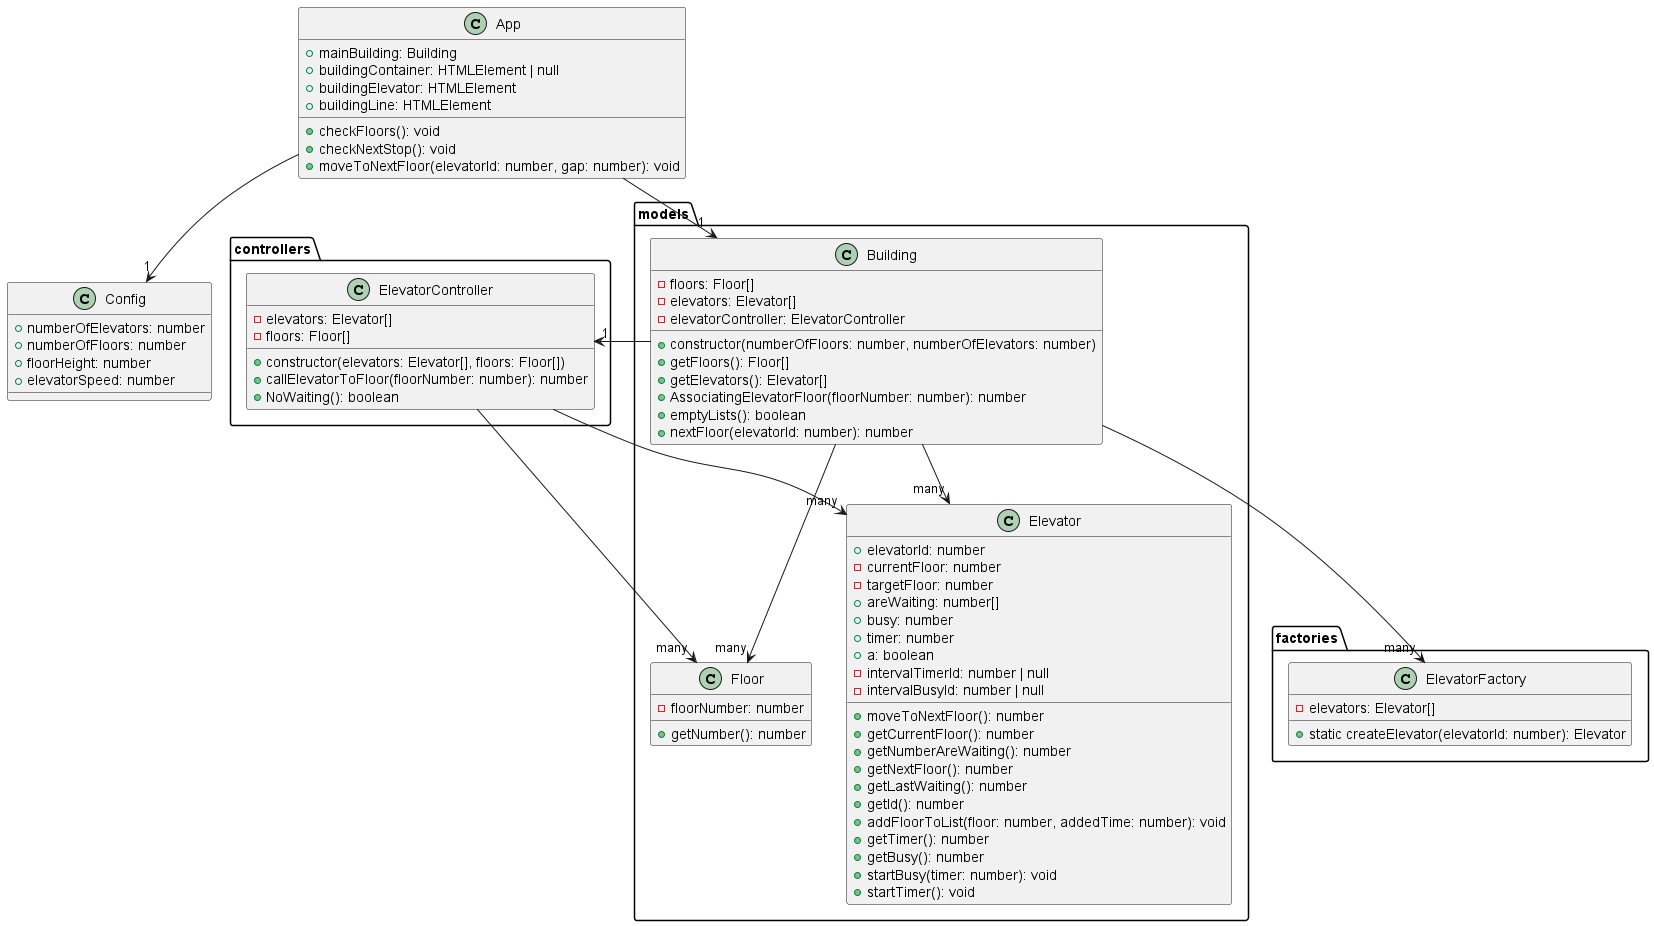 C App
mainBuilding: Building
buildingContainer: HTMLElement | null
buildingElevator: HTMLElement
buildingLine: HTMLElement
checkFloors(): void
checkNextStop(): void
moveToNextFloor(elevatorId: number, gap: number): void
models
1
controllers
1
C Config
numberOfElevators: number
numberOfFloors: number
floorHeight: number
elevatorSpeed: number
C ElevatorController
elevators: Elevator[]
floors: Floor[]
constructor(elevators: Elevator[], floors: Floor[])
callElevatorToFloor(floorNumber: number): number
NoWaiting(): boolean
1
C Building
floors: Floor[]
elevators: Elevator[]
elevatorController: ElevatorController
constructor(numberOfFloors: number, numberOfElevators: number)
getFloors(): Floor[]
getElevators(): Elevator[]
AssociatingElevatorFloor(floorNumber: number): number
emptyLists(): boolean
nextFloor(elevatorId: number): number
many
many
C Elevator
elevatorId: number
currentFloor: number
targetFloor: number
areWaiting: number[]
busy: number
timer: number
a: boolean
intervalTimerId: number | null
intervalBusyId: number | null
moveToNextFloor(): number
getCurrentFloor(): number
getNumberAreWaiting(): number
getNextFloor(): number
getLastWaiting(): number
getId(): number
addFloorToList(floor: number, addedTime: number): void
getTimer(): number
getBusy(): number
startBusy(timer: number): void
startTimer(): void
many
many
C Floor
floorNumber: number
getNumber(): number
factories
many
C ElevatorFactory
elevators: Elevator[]
static createElevator(elevatorId: number): Elevator